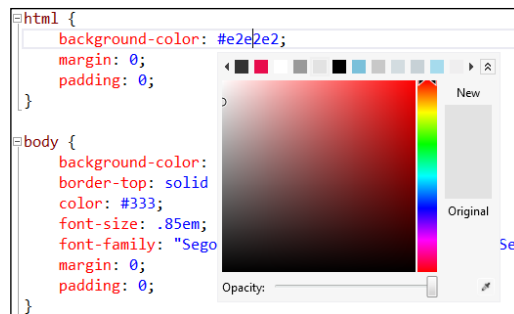 html {
background-color: #e2e2e2;
margin: 0;
padding: 0;
}
New
Original
body {
background-color:
border-top: solid
color: #333;
font-size: .85em;
font-family: "Sego Se
margin: 0;
padding: 0;
Opacity:
}